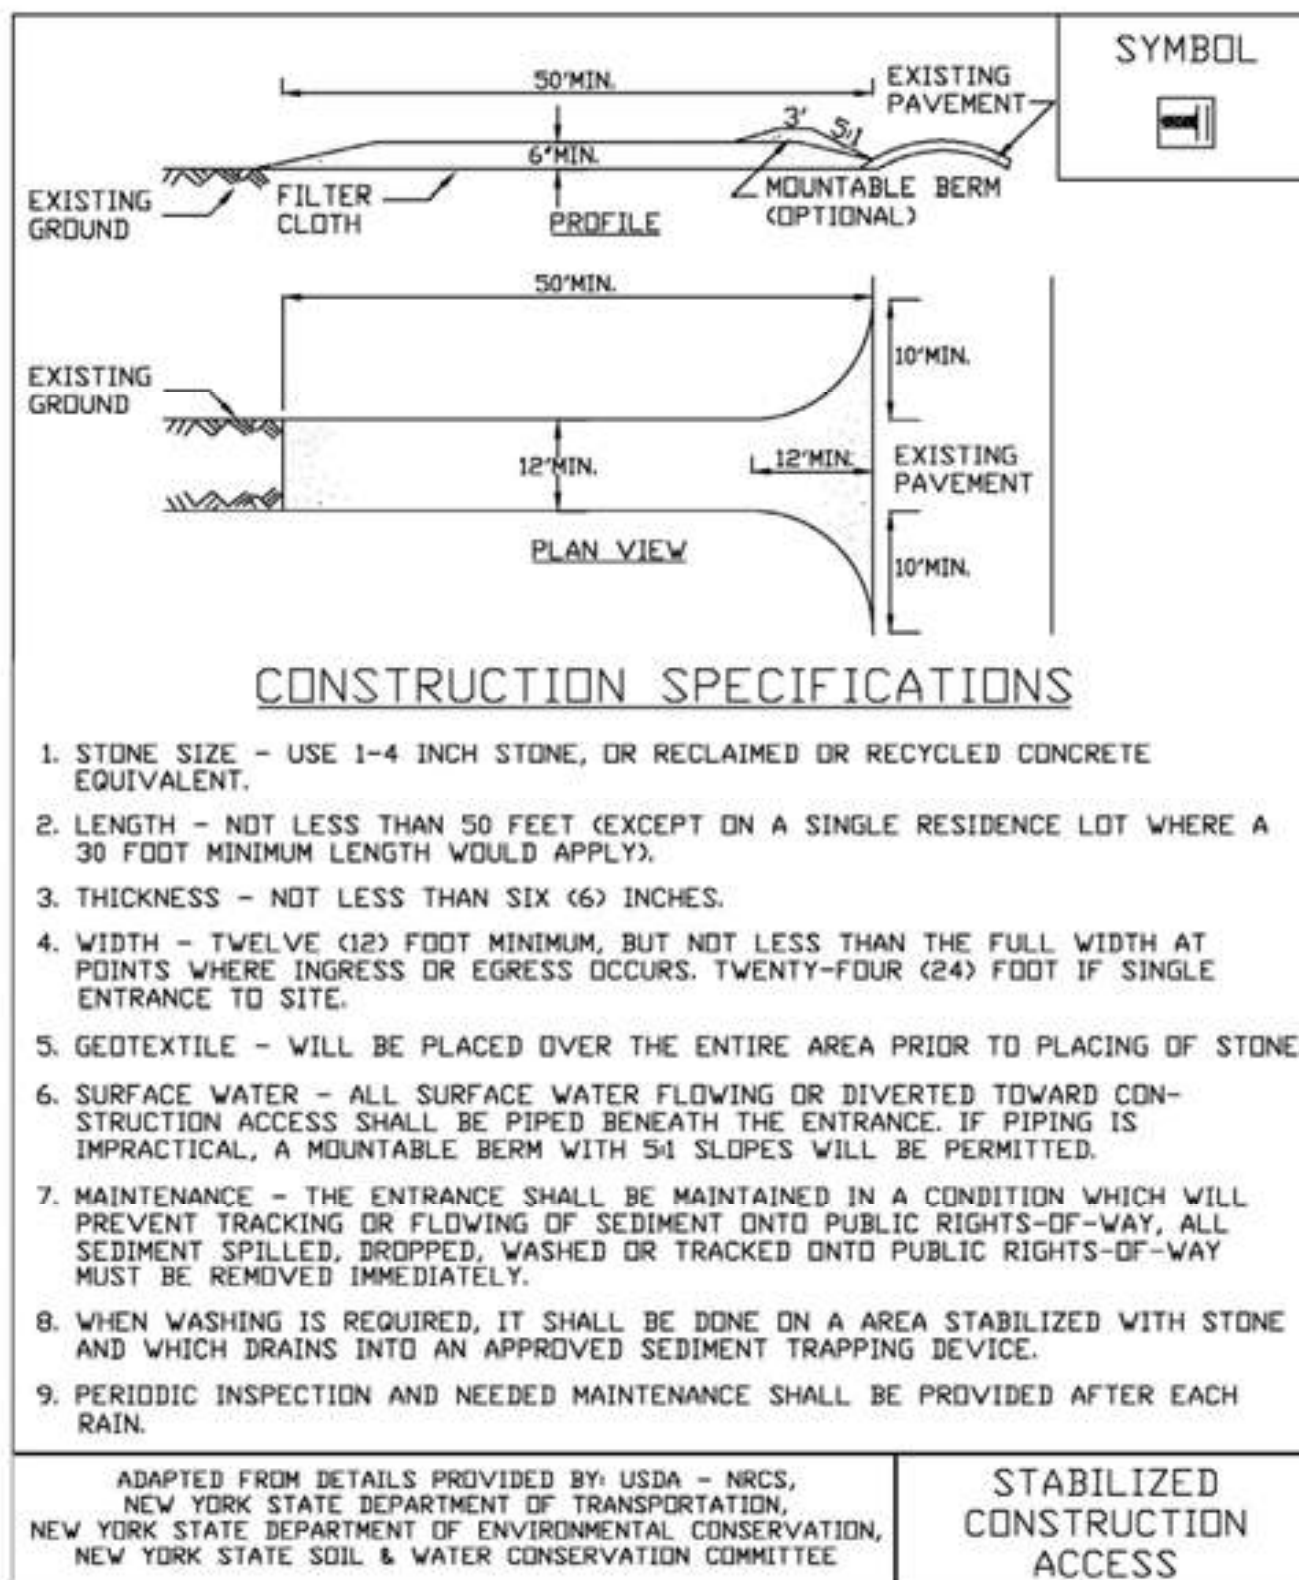 SYMBOL
50'MIN.
EXISTING
PAVEMENT
3'
5:1
6"MIN.
EXISTING
GROUND
FILTER
CLOTH
PROFILE
MOUNTABLE BERM
(OPTIONAL)
50'MIN.
10'MIN.
EXISTING
GROUND
12'MIN.
12'MIN.
EXISTING
PAVEMENT
PLAN VIEW
10'MIN.
CONSTRUCTION SPECIFICATIONS
1. STONE SIZE - USE 1-4 INCH STONE, OR RECLAIMED OR RECYCLED CONCRETE
EQUIVALENT.
2. LENGTH - NOT LESS THAN 50 FEET (EXCEPT ON A SINGLE RESIDENCE LOT WHERE A
30 FOOT MINIMUM LENGTH WOULD APPLY).
3. THICKNESS - NOT LESS THAN SIX (6) INCHES.
4. WIDTH - TWELVE (12) FOOT MINIMUM, BUT NOT LESS THAN THE FULL WIDTH AT
POINTS WHERE INGRESS OR EGRESS OCCURS. TWENTY-FOUR (24) FOOT IF SINGLE
ENTRANCE TO SITE.
5. GEOTEXTILE - WILL BE PLACED OVER THE ENTIRE AREA PRIOR TO PLACING OF STONE
6. SURFACE WATER - ALL SURFACE WATER FLOWING OR DIVERTED TOWARD CON-
STRUCTION ACCESS SHALL BE PIPED BENEATH THE ENTRANCE. IF PIPING IS
IMPRACTICAL, A MOUNTABLE BERM WITH 5:1 SLOPES WILL BE PERMITTED.
7. MAINTENANCE - THE ENTRANCE SHALL BE MAINTAINED IN A CONDITION WHICH WILL
PREVENT TRACKING OR FLOWING OF SEDIMENT ONTO PUBLIC RIGHTS-OF-WAY, ALL
SEDIMENT SPILLED, DROPPED, WASHED OR TRACKED ONTO PUBLIC RIGHTS-OF-WAY
MUST BE REMOVED IMMEDIATELY.
8. WHEN WASHING IS REQUIRED, IT SHALL BE DONE ON A AREA STABILIZED WITH STONE
AND WHICH DRAINS INTO AN APPROVED SEDIMENT TRAPPING DEVICE.
9. PERIODIC INSPECTION AND NEEDED MAINTENANCE SHALL BE PROVIDED AFTER EACH
RAIN.
ADAPTED FROM DETAILS PROVIDED BY: USDA - NRCS,
NEW YORK STATE DEPARTMENT OF TRANSPORTATION,
NEW YORK STATE DEPARTMENT OF ENVIRONMENTAL CONSERVATION,
NEW YORK STATE SOIL & WATER CONSERVATION COMMITTEE
STABILIZED
CONSTRUCTION
ACCESS